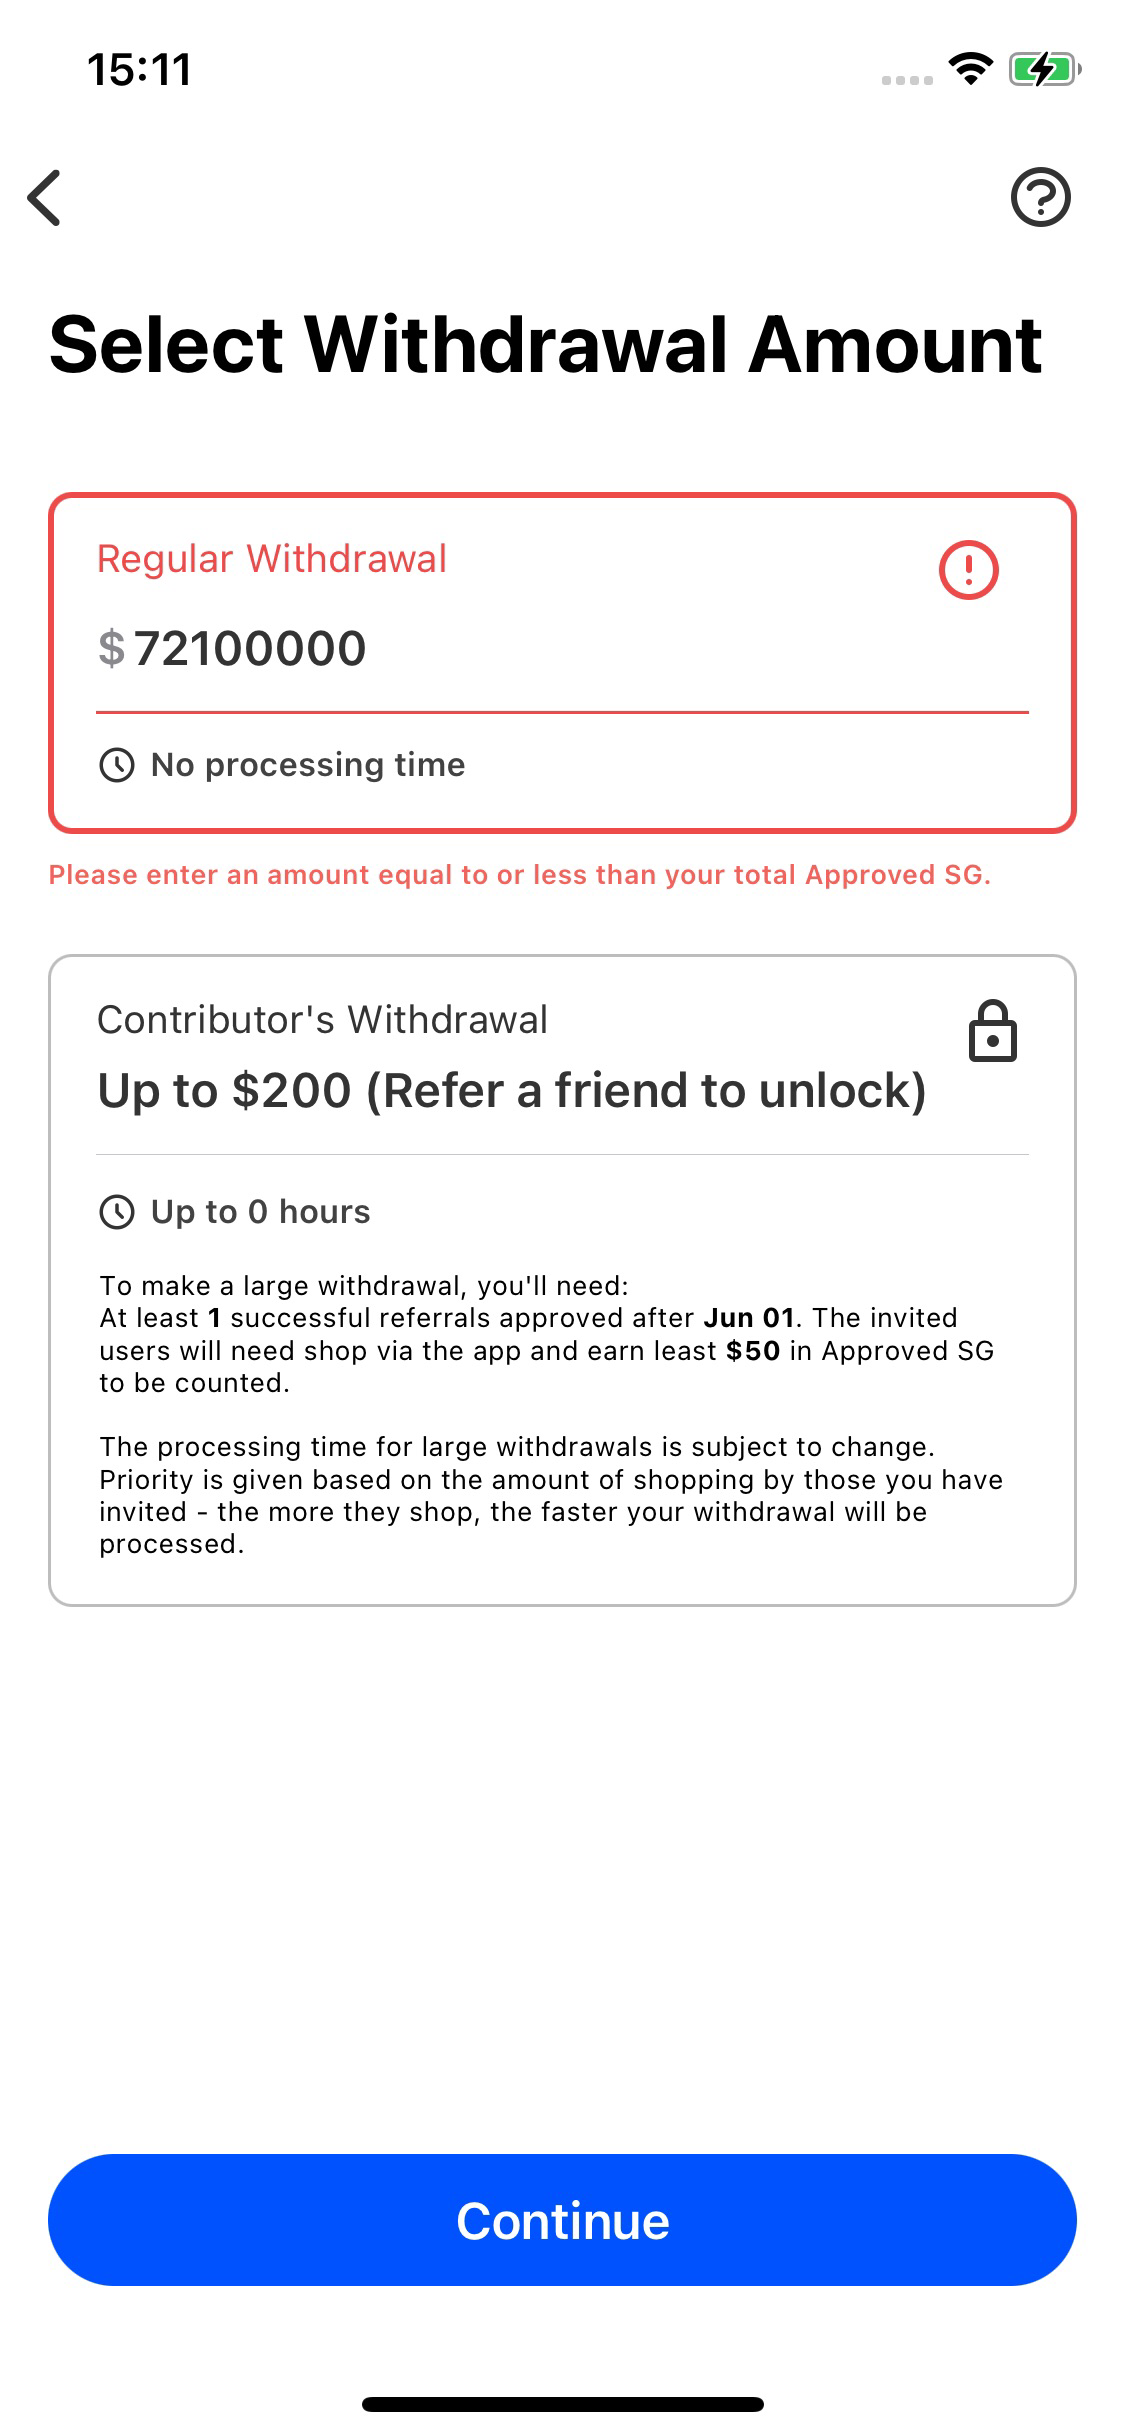 15:11
Select Withdrawal Amount
Regular Withdrawal
$ 72100000
No processing time
Please enter an amount equal to or less than your total Approved SG.
Contributor's Withdrawal
Up to $200 (Refer a friend to unlock)
Up to 0 hours
To make a large withdrawal, you'll need:
At least 1 successful referrals approved after Jun 01. The invited
users will need shop via the app and earn least $50 in Approved SG
to be counted.
The processing time for large withdrawals is subject to change.
Priority is given based on the amount of shopping by those you have
invited - the more they shop, the faster your withdrawal will be
processed.
Continue